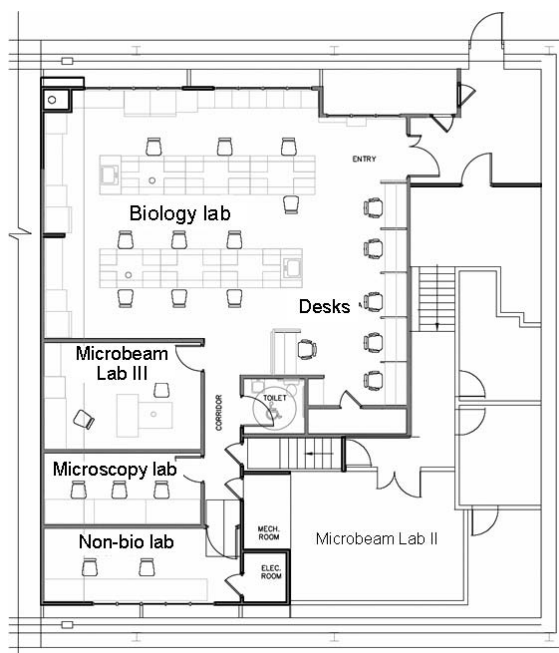 ENTRY
Biology lab
Desks
Microbeam
Lab III
TOILET
CORRIDOR
Microscopy lab
Non-bio lab
MECH.
ROOM
Microbeam Lab II
ELEC.
ROOM